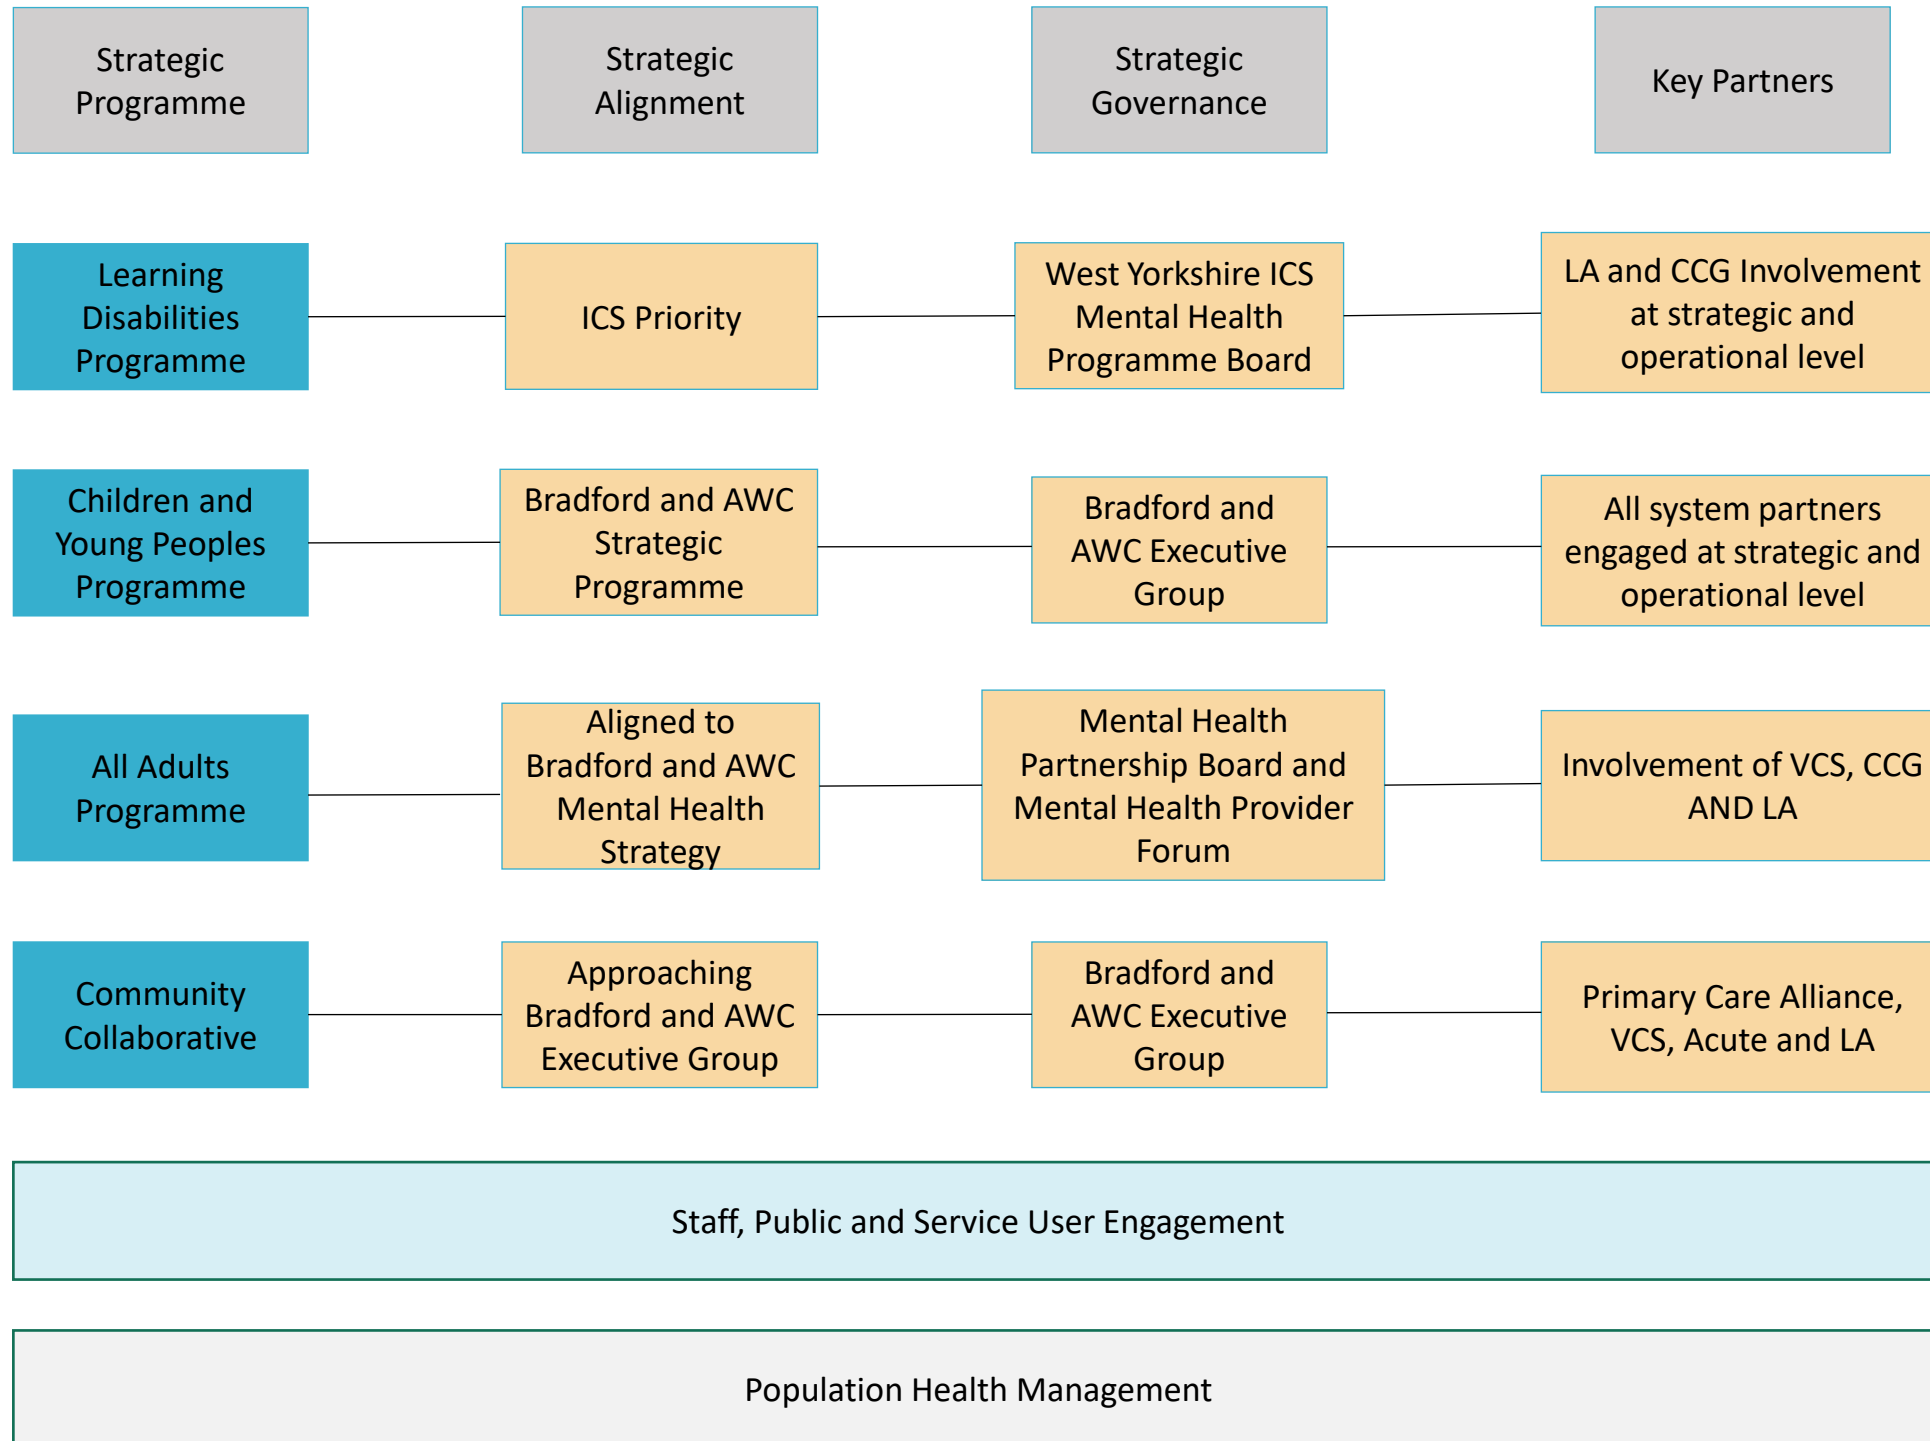 Strategic
Programme
Strategic
Alignment
Strategic
Governance
Key Partners
Learning
Disabilities
Programme
ICS Priority
West Yorkshire ICS
Mental Health
Programme Board
LA and CCG Involvement
at strategic and
operational level
Children and
Young Peoples
Programme
Bradford and AWC
Strategic
Programme
Bradford and
AWC Executive
Group
All system partners
engaged at strategic and
operational level
All Adults
Programme
Aligned to
Bradford and AWC
Mental Health
Strategy
Mental Health
Partnership Board and
Mental Health Provider
Forum
Involvement of VCS, CCG
AND LA
Community
Collaborative
Approaching
Bradford and AWC
Executive Group
Bradford and
AWC Executive
Group
Primary Care Alliance,
VCS, Acute and LA
Staff, Public and Service User Engagement
Population Health Management